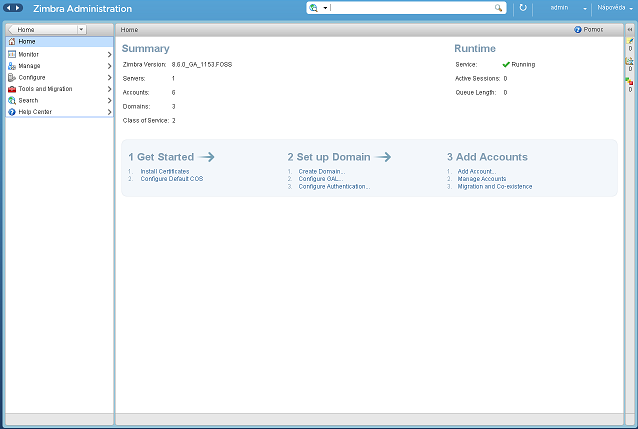 Zimbra Administration
admin
Nápověda
Home
Home
Monitor
Manage
Configure
Tools and Migration
Search
Help Center
Home
Pomoc
Summary
Zimbra Version: 8.6.0_GA_1153.FOSS
Servers: 1
Accounts: 6
Domains: 3
Class of Service: 2
Runtime
Service: Running
Active Sessions: 0
Queue Length: 0
1 Get Started
1. Install Certificates
2. Configure Default COS
2 Set up Domain
1. Create Domain...
2. Configure GAL...
3. Configure Authentication...
3 Add Accounts
1. Add Account...
2. Manage Accounts
3. Migration and Co-existence
0
0
0